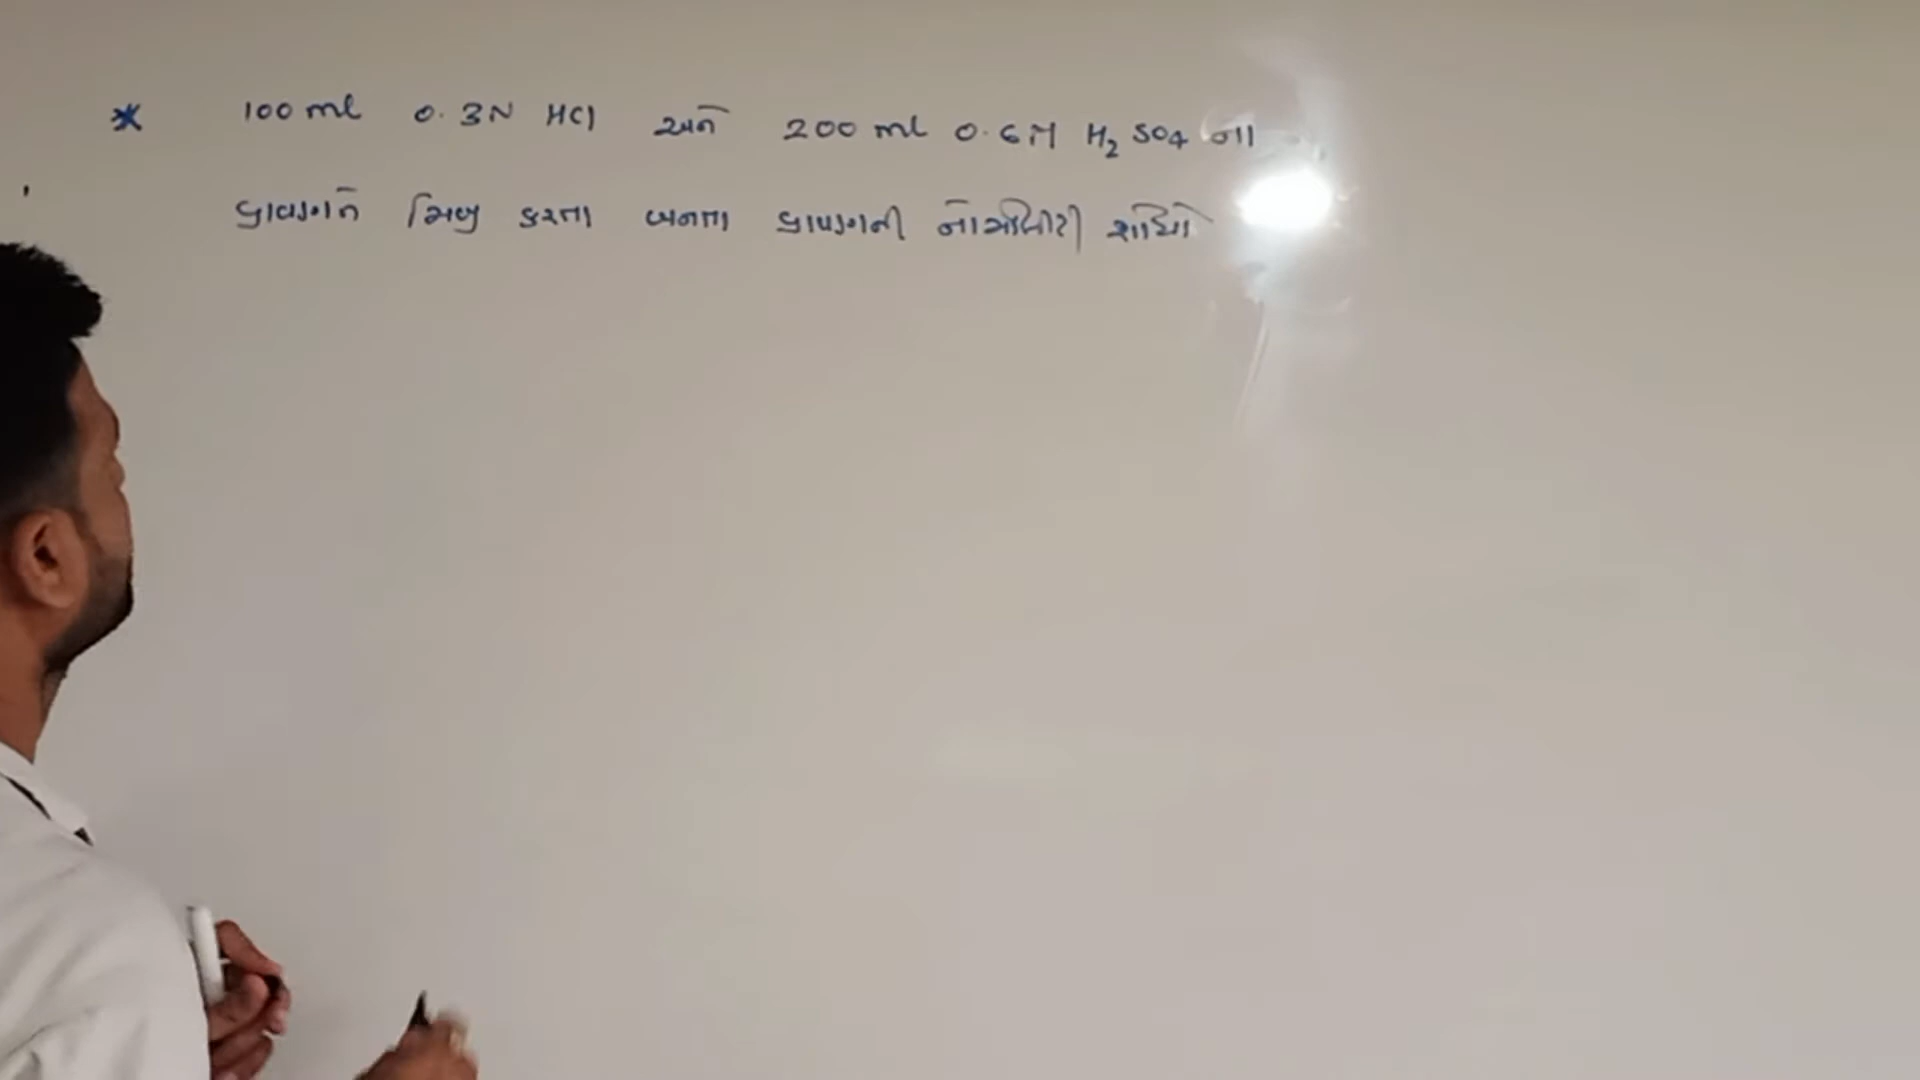 * 100 ml 0.3N HCl અને 200 ml 0.6M H₂SO₄ ના
દ્રાવણને મિશ્ર કરતા બનતા દ્રાવણની નોર્માલીટી શોધો